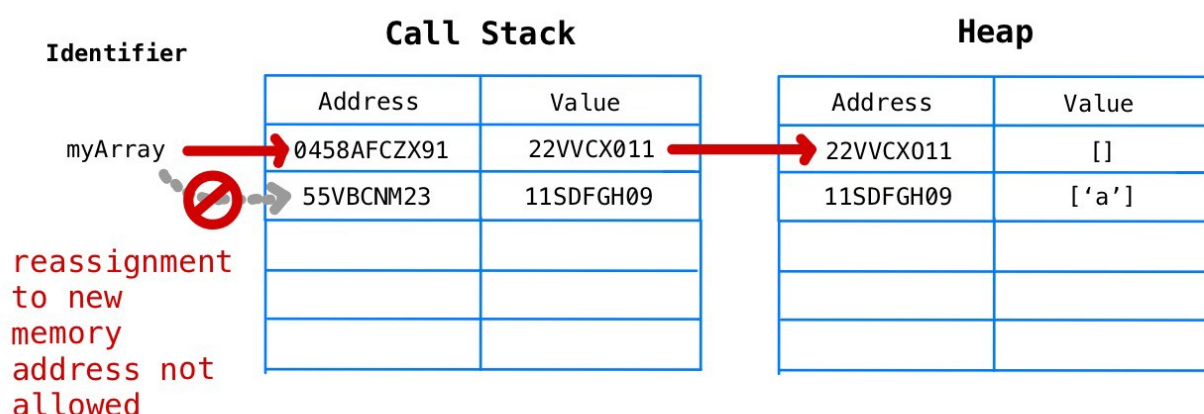 Identifier
Call Stack
Heap
Address Value
Address Value
myArray
0458AFCZX91 22VVCX011
22VVCXO11 []
55VBCNM23 11SDFGH09
11SDFGH09 [‘a’]
reassignment
to new
memory
address not
allowed